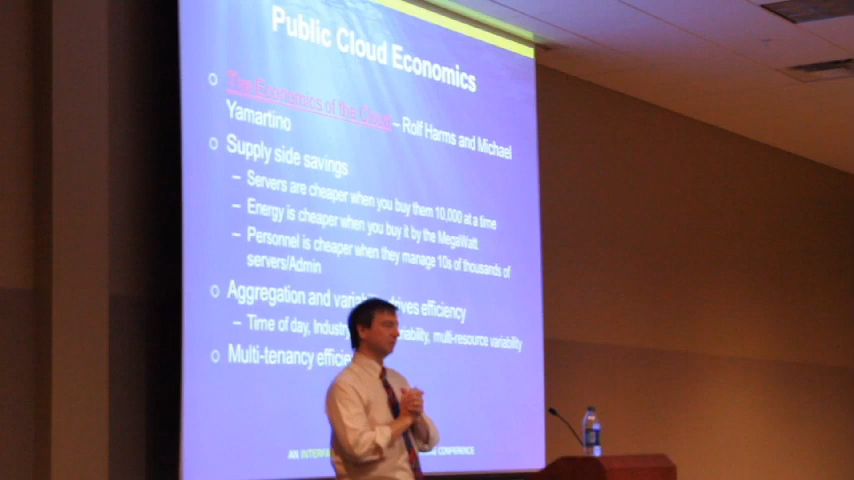 Public Cloud Economics
The Economics of the Cloud – Rolf Harms and Michael
Yamartino
Supply side savings
– Servers are cheaper when you buy them 10,000 at a time
– Energy is cheaper when you buy it by the MegaWatt
– Personnel is cheaper when they manage 10s of thousands of
servers/Admin
Aggregation and drives efficiency
– Time of day, multi-resource variability
Multi-tenancy
AN CONFERENCE